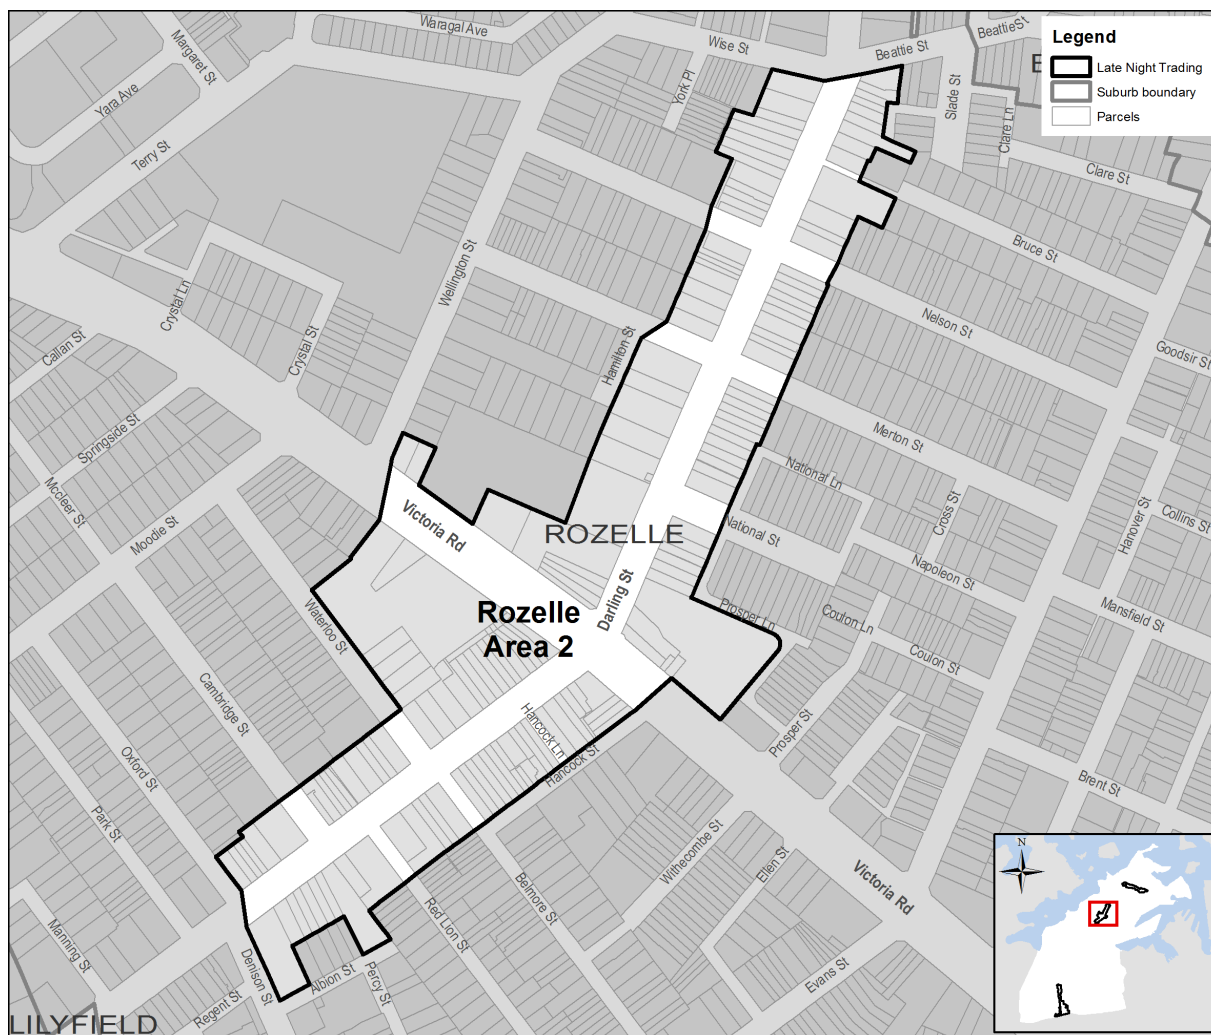 Waragal Ave
Margaret St
Wise St
Beattie St
BeattieSt
Legend
Late Night Trading
Suburb boundary
Parcels
E
Yara Ave
York Pl
Slade St
Clare Ln
Terry St
Clare St
Bruce St
Wellington St
Crystal Ln
Nelson St
Callan St
Crystal St
Hamilton St
Goodsir St
Springside St
Merton St
National Ln
Mccleer St
Cross St
Hanover St
Collins St
Victoria Rd
ROZELLE
National St
Moodie St
Napoleon St
Darling St
Rozelle
Area 2
Prosper Ln
Coulon Ln
Mansfield St
Waterloo St
Coulon St
Cambridge St
Hancock Ln
Hancock St
Prosper St
Oxford St
Brent St
Park St
Withecombe St
Ellen St
Victoria Rd
N
Belmore St
Red Lion St
Manning St
Denison St
Albion St
Percy St
Evans St
Regent St
LILYFIELD